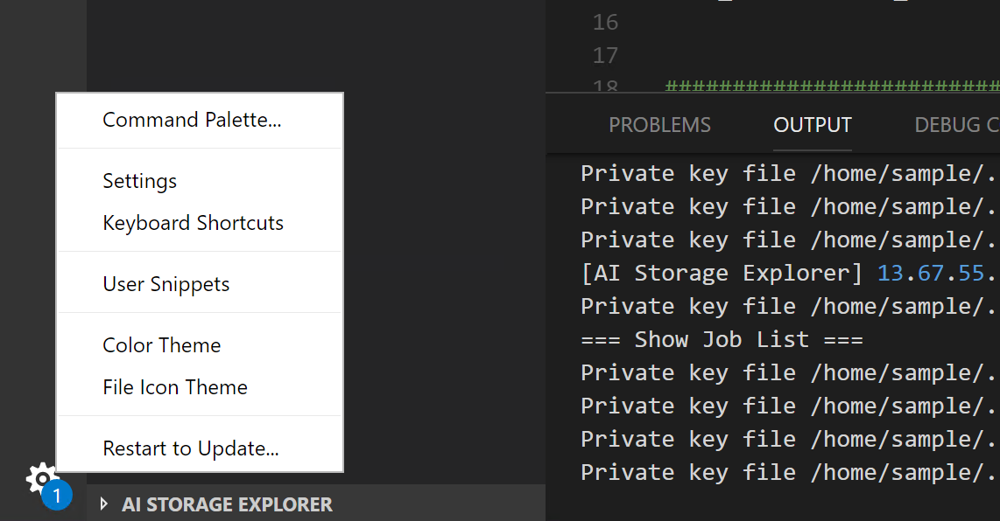 Command Palette...
Settings
Keyboard Shortcuts
User Snippets
Color Theme
File Icon Theme
Restart to Update...
1
AI STORAGE EXPLORER
16
17
18
##########################
PROBLEMS OUTPUT DEBUG C
Private key file /home/sample/.
Private key file /home/sample/.
Private key file /home/sample/.
[AI Storage Explorer] 13.67.55.
Private key file /home/sample/.
=== Show Job List ===
Private key file /home/sample/.
Private key file /home/sample/.
Private key file /home/sample/.
Private key file /home/sample/.